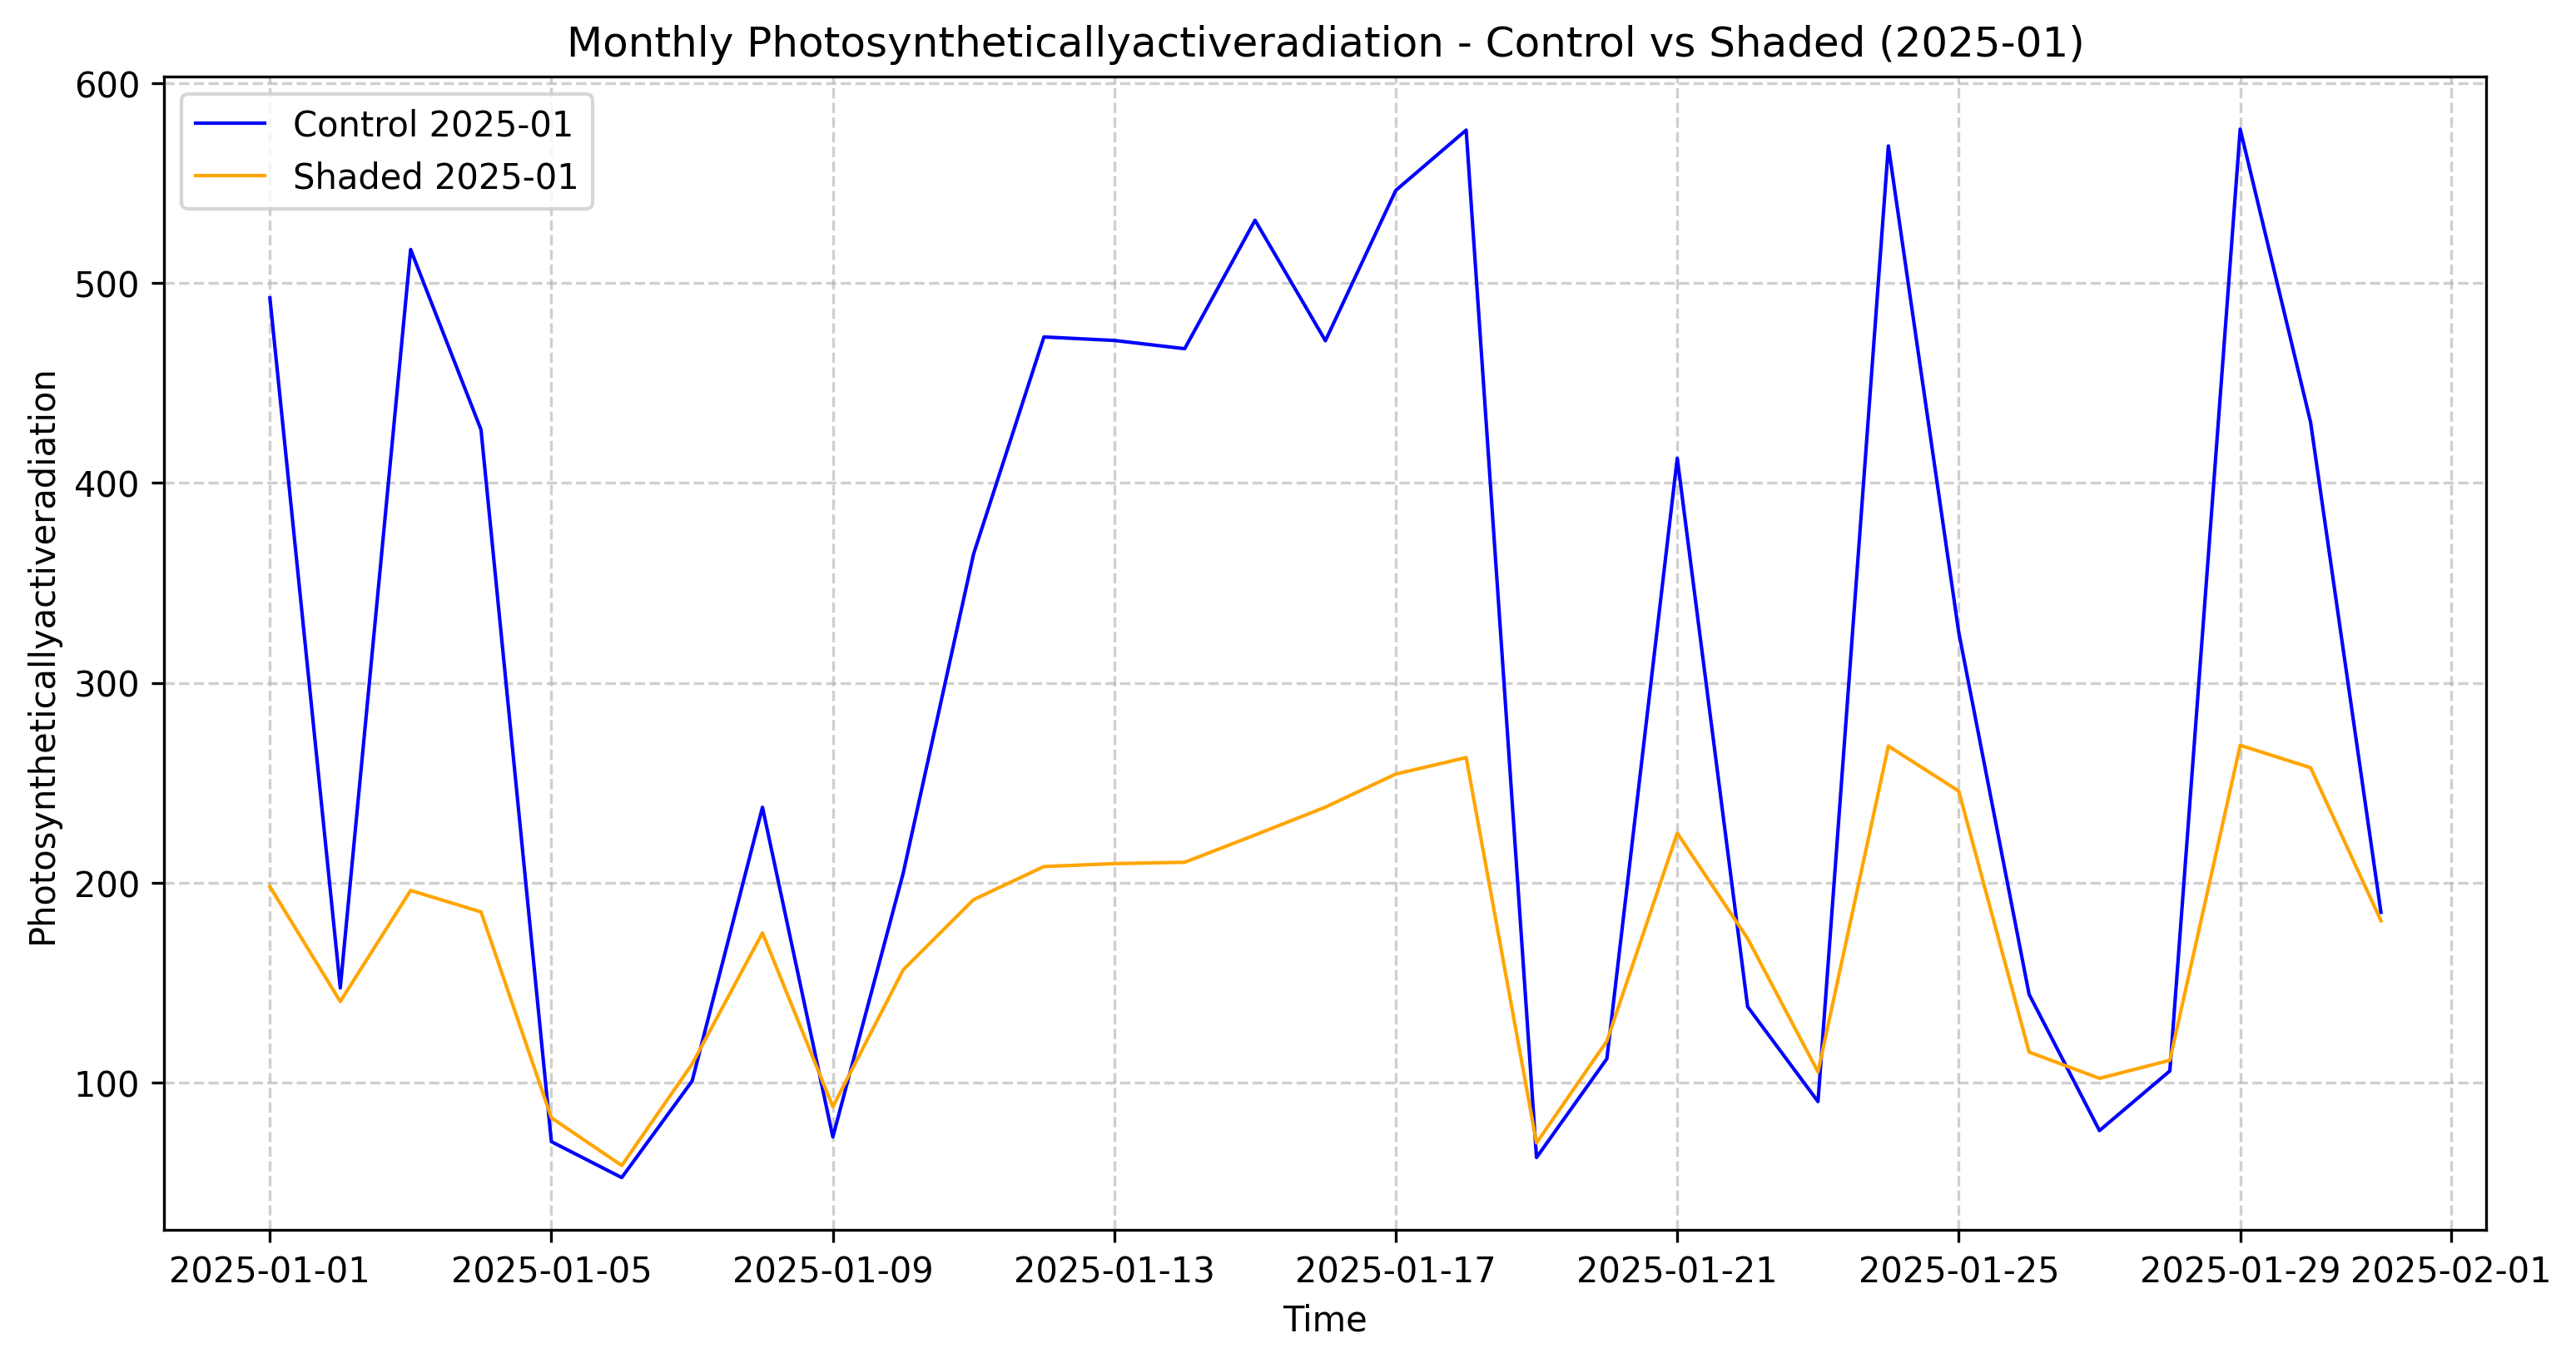 Monthly Photosyntheticallyactiveradiation - Control vs Shaded (2025-01)
Control 2025-01
Shaded 2025-01
Photosyntheticallyactiveradiation
600
500
400
300
200
100
2025-01-01 2025-01-05 2025-01-09 2025-01-13 2025-01-17 2025-01-21 2025-01-25 2025-01-29 2025-02-01
Time